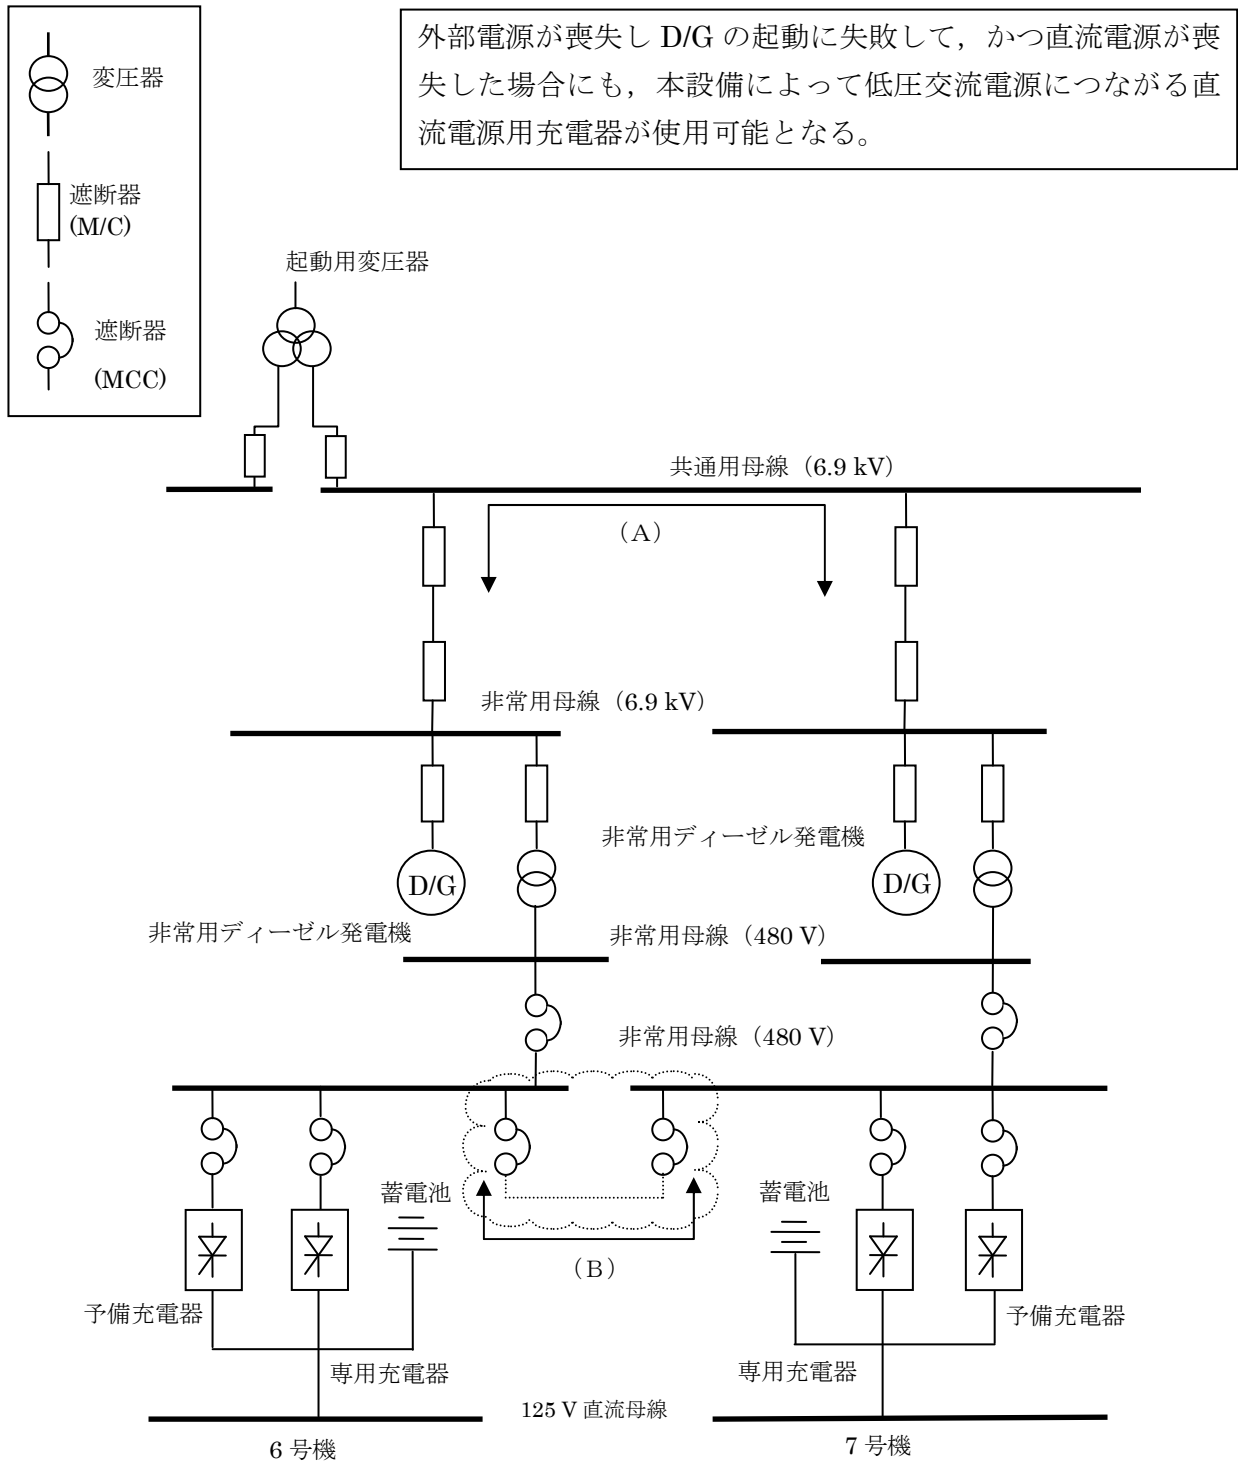 外部電源が喪失し D/G の起動に失敗して，かつ直流電源が喪
失した場合にも，本設備によって低圧交流電源につながる直
流電源用充電器が使用可能となる。
変圧器
遮断器
(M/C)
遮断器
(MCC)
起動用変圧器
共通用母線（6.9 kV）
（A）
非常用母線（6.9 kV）
非常用ディーゼル発電機
D/G
D/G
非常用ディーゼル発電機
非常用母線（480 V）
非常用母線（480 V）
蓄電池
蓄電池
（B）
予備充電器
予備充電器
専用充電器
専用充電器
125 V 直流母線
6 号機
7 号機